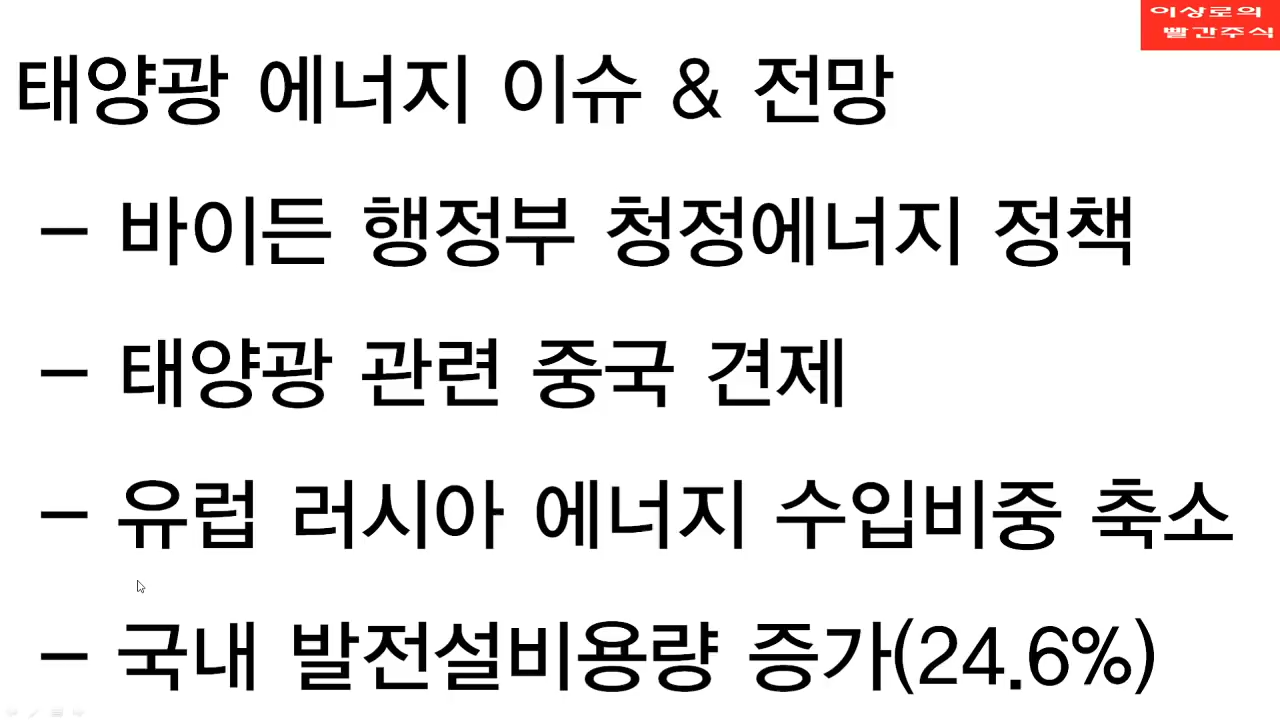 이상로의
빨간주식
태양광 에너지 이슈 & 전망
- 바이든 행정부 청정에너지 정책
- 태양광 관련 중국 견제
- 유럽 러시아 에너지 수입비중 축소
- 국내 발전설비용량 증가(24.6%)